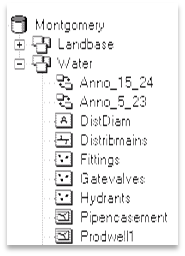 Montgomery
Landbase
Water
Anno_15_24
Anno_5_23
DistDiam
Distribmains
Fittings
Gatevalves
Hydrants
Pipencasement
Prodwell1